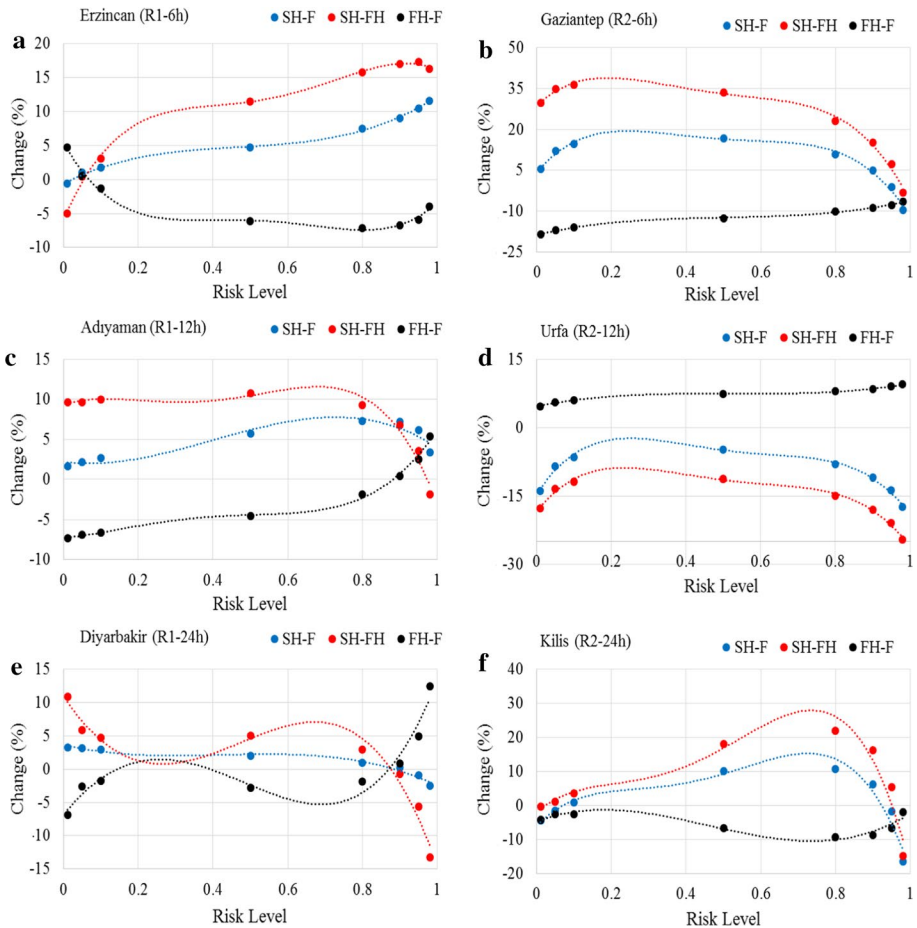 Erzincan (R1-6h) SH-F SH-FH FH-F
a
20
15
10
5
0
-5
-10
Change (%)
0 0.2 0.4 0.6 0.8 1
Risk Level
Gaziantep (R2-6h) SH-F SH-FH FH-F
b
50
35
20
5
-10
-25
Change (%)
0 0.2 0.4 0.6 0.8 1
Risk Level
Adıyaman (R1-12h) SH-F SH-FH FH-F
c
15
10
5
0
-5
-10
Change (%)
0 0.2 0.4 0.6 0.8 1
Risk Level
Urfa (R2-12h) SH-F SH-FH FH-F
d
15
0
-15
-30
Change (%)
0 0.2 0.4 0.6 0.8 1
Risk Level
Diyarbakir (R1-24h) SH-F SH-FH FH-F
e
15
10
5
0
-5
-10
-15
Change (%)
0 0.2 0.4 0.6 0.8 1
Risk Level
Kilis (R2-24h) SH-F SH-FH FH-F
f
40
30
20
10
0
-10
-20
Change (%)
0 0.2 0.4 0.6 0.8 1
Risk Level